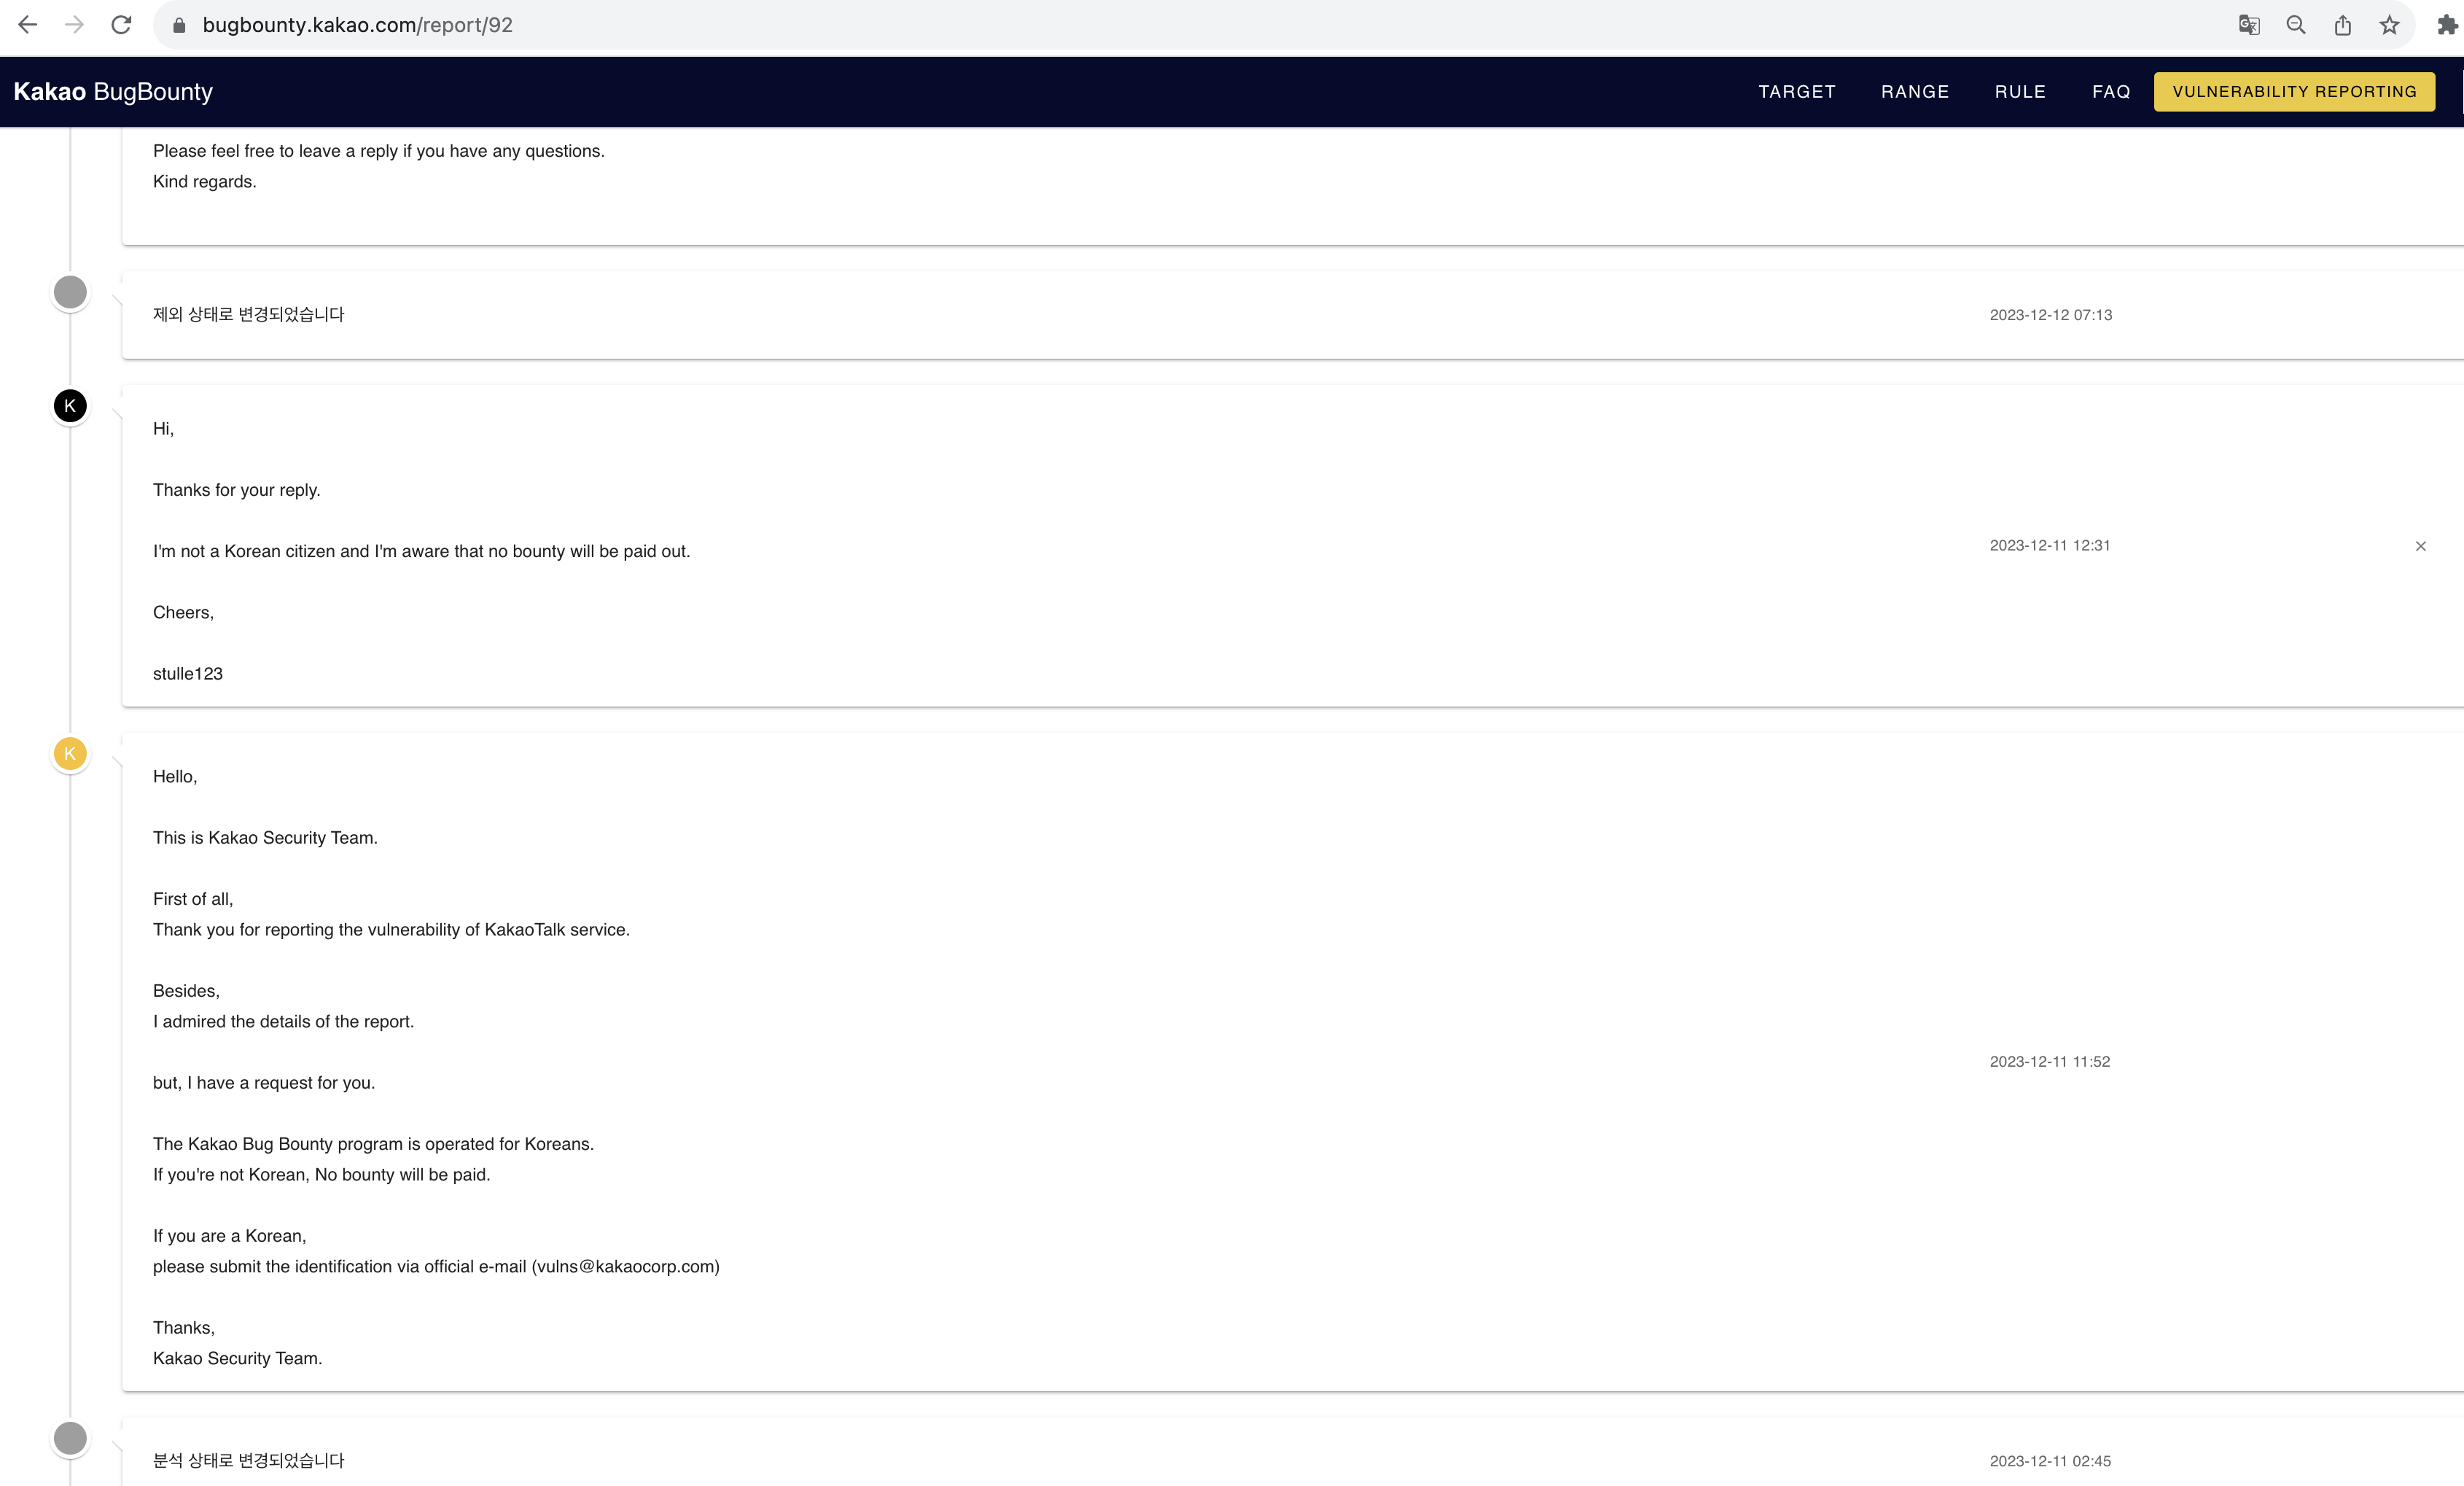 bugbounty.kakao.com/report/92
Kakao BugBounty
TARGET
RANGE
RULE
FAQ
VULNERABILITY REPORTING
Please feel free to leave a reply if you have any questions.
Kind regards.
제외 상태로 변경되었습니다
2023-12-12 07:13
K
Hi,
Thanks for your reply.
I'm not a Korean citizen and I'm aware that no bounty will be paid out.
2023-12-11 12:31
Cheers,
stulle123
K
Hello,
This is Kakao Security Team.
First of all,
Thank you for reporting the vulnerability of KakaoTalk service.
Besides,
I admired the details of the report.
2023-12-11 11:52
but, I have a request for you.
The Kakao Bug Bounty program is operated for Koreans.
If you're not Korean, No bounty will be paid.
If you are a Korean,
please submit the identification via official e-mail (vulns@kakaocorp.com)
Thanks,
Kakao Security Team.
분석 상태로 변경되었습니다
2023-12-11 02:45